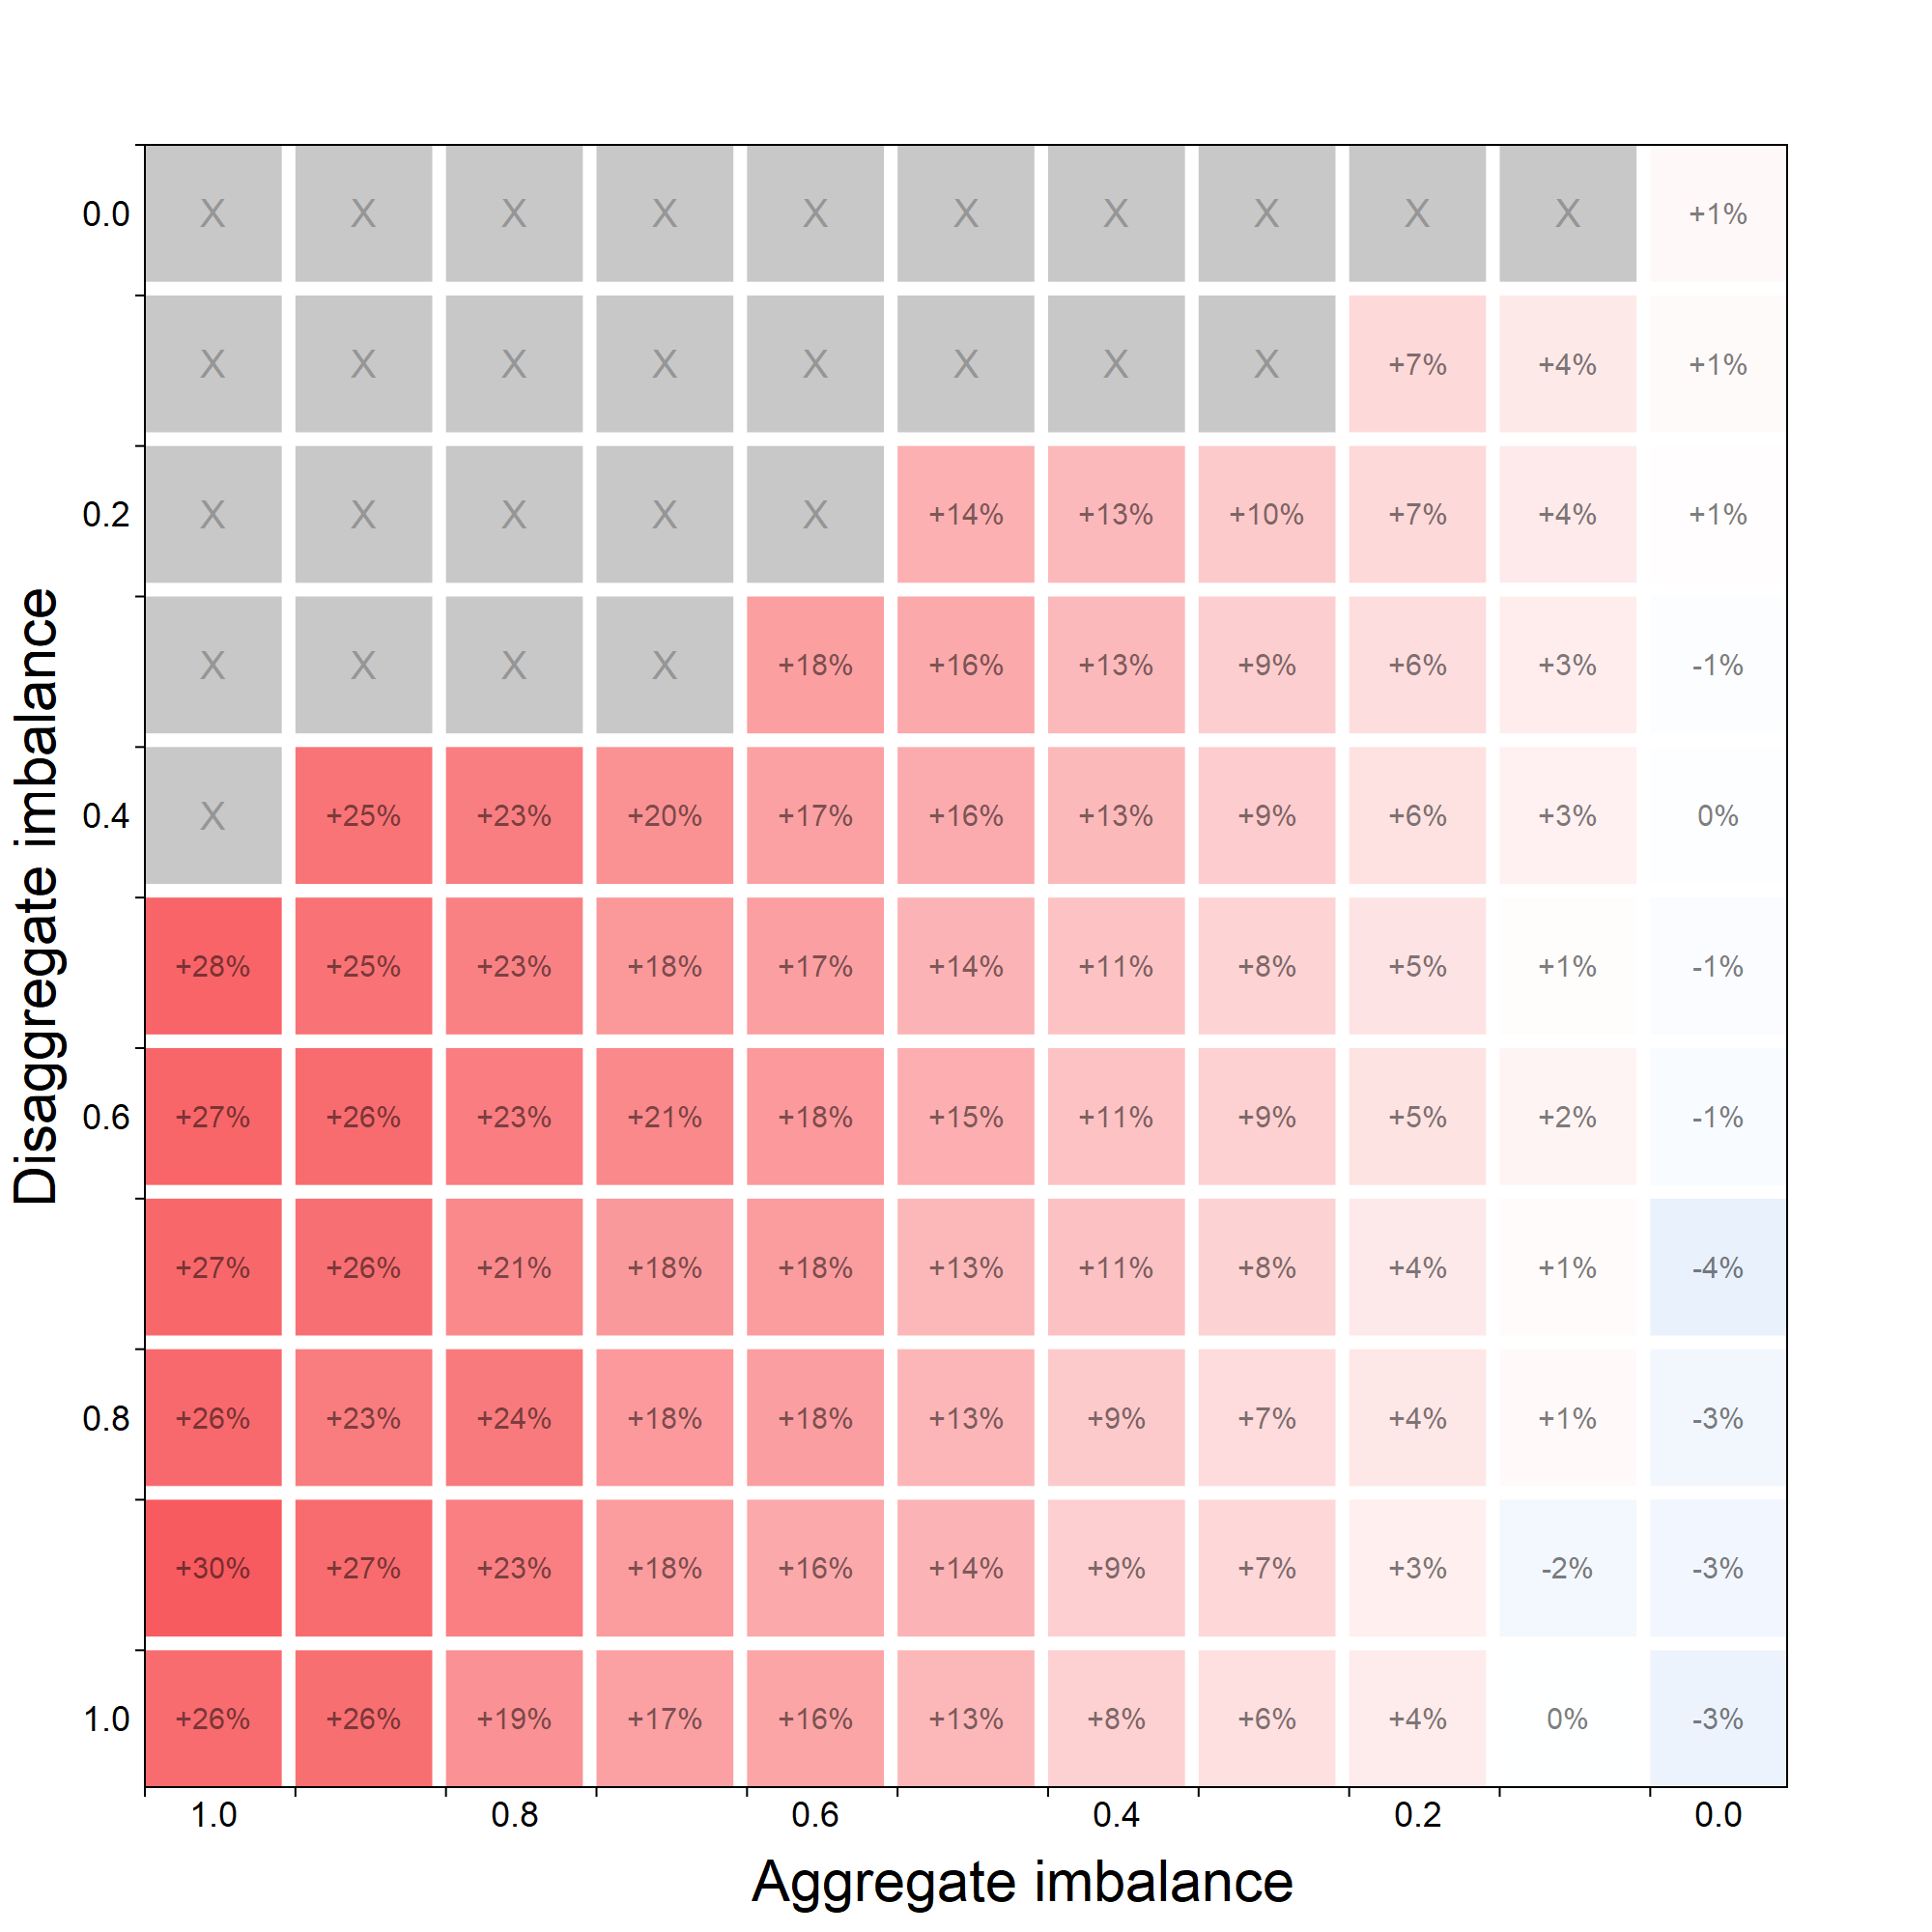 0.0 X X X X X X X X X X +1%
X X X X X X X X +7% +4% +1%
0.2 X X X X X +14% +13% +10% +7% +4% +1%
X X X X +18% +16% +13% +9% +6% +3% -1%
0.4 X +25% +23% +20% +17% +16% +13% +9% +6% +3% 0%
+28% +25% +23% +18% +17% +14% +11% +8% +5% +1% -1%
0.6 +27% +26% +23% +21% +18% +15% +11% +9% +5% +2% -1%
+27% +26% +21% +18% +18% +13% +11% +8% +4% +1% -4%
0.8 +26% +23% +24% +18% +18% +13% +9% +7% +4% +1% -3%
+30% +27% +23% +18% +16% +14% +9% +7% +3% -2% -3%
1.0 +26% +26% +19% +17% +16% +13% +8% +6% +4% 0% -3%
1.0 0.8 0.6 0.4 0.2 0.0
Aggregate imbalance
Disaggregate imbalance